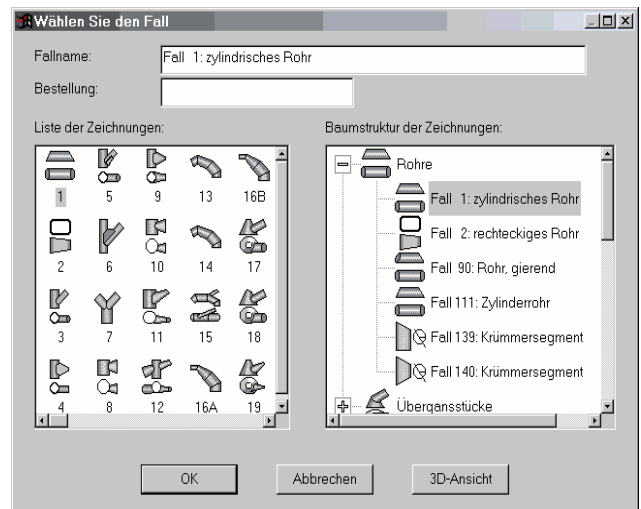 Wählen Sie den Fall
Fallname:
Fall 1: zylindrisches Rohr
Bestellung:
Liste der Zeichnungen:
1 5 9 13 16B
2 6 10 14 17
3 7 11 15 18
4 8 12 16A 19
Baumstruktur der Zeichnungen:
Rohre
Fall 1: zylindrisches Rohr
Fall 2: rechteckiges Rohr
Fall 90: Rohr, gierend
Fall 111: Zylinderrohr
Fall 139: Krümmersegment
Fall 140: Krümmersegment
Übergansstücke
OK Abbrechen 3D-Ansicht